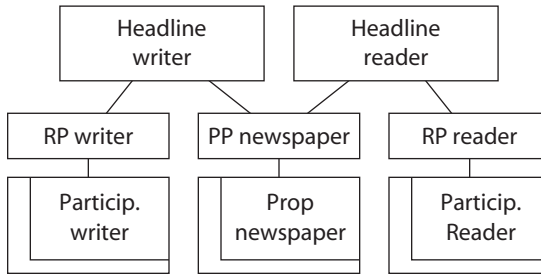 Headline
writer
Headline
reader
RP writer
PP newspaper
RP reader
Particip.
writer
Prop
newspaper
Particip.
Reader